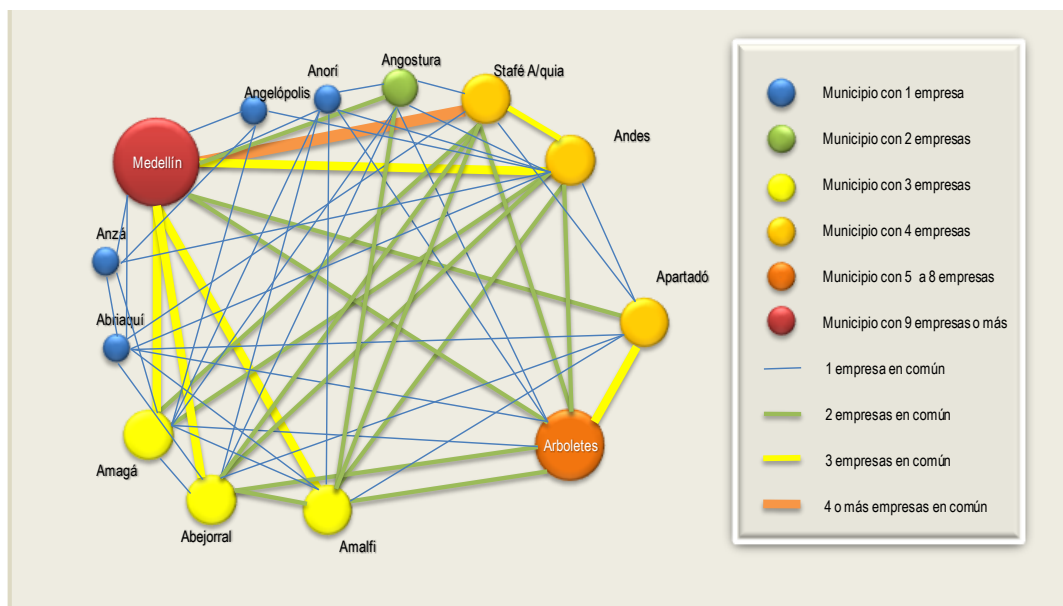 Angostura
Stafé A/quia
Anorí
Angelópolis
Andes
Medellín
Anzá
Apartadó
Abriaquí
Arboletes
Amagá
Abejorral
Amalfi
Municipio con 1 empresa
Municipio con 2 empresas
Municipio con 3 empresas
Municipio con 4 empresas
Municipio con 5 a 8 empresas
Municipio con 9 empresas o más
1 empresa en común
2 empresas en común
3 empresas en común
4 o más empresas en común